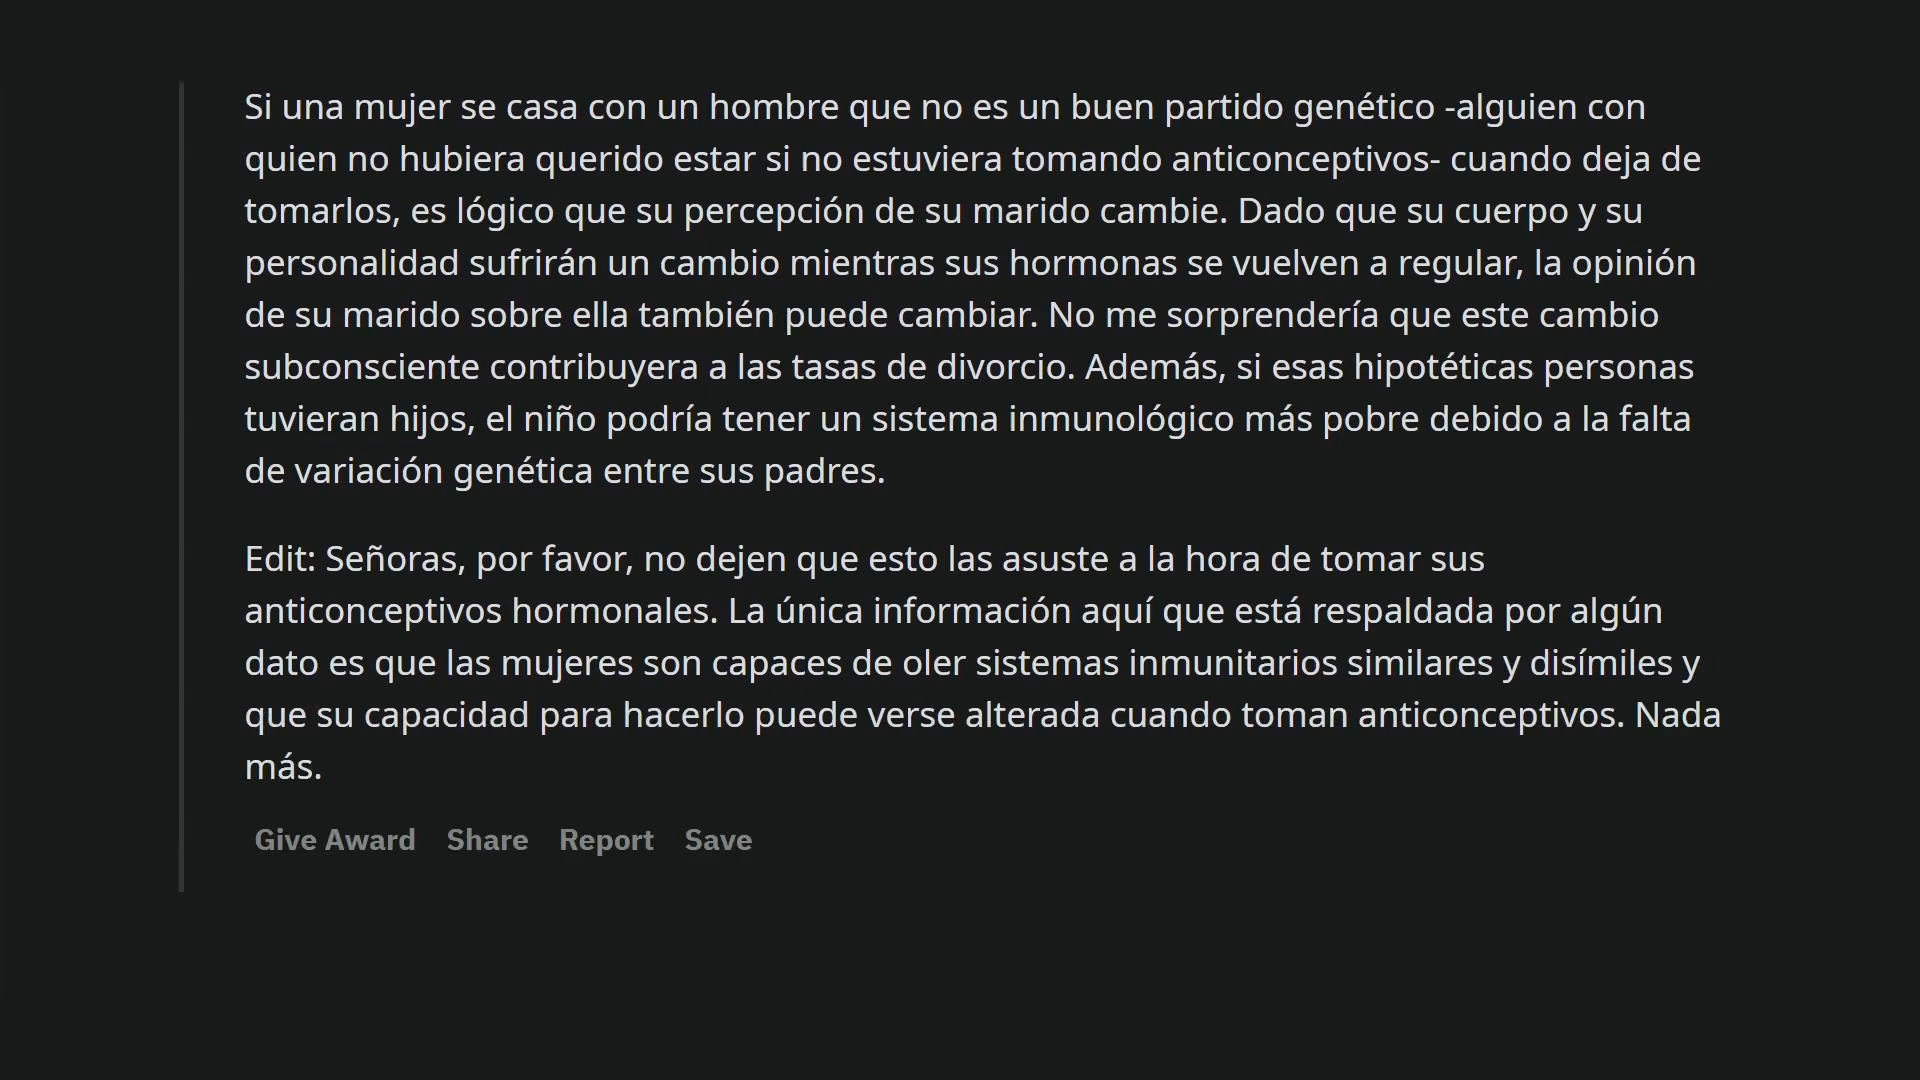 Si una mujer se casa con un hombre que no es un buen partido genético -alguien con
quien no hubiera querido estar si no estuviera tomando anticonceptivos- cuando deja de
tomarlos, es lógico que su percepción de su marido cambie. Dado que su cuerpo y su
personalidad sufrirán un cambio mientras sus hormonas se vuelven a regular, la opinión
de su marido sobre ella también puede cambiar. No me sorprendería que este cambio
subconsciente contribuyera a las tasas de divorcio. Además, si esas hipotéticas personas
tuvieran hijos, el niño podría tener un sistema inmunológico más pobre debido a la falta
de variación genética entre sus padres.
Edit: Señoras, por favor, no dejen que esto las asuste a la hora de tomar sus
anticonceptivos hormonales. La única información aquí que está respaldada por algún
dato es que las mujeres son capaces de oler sistemas inmunitarios similares y disímiles y
que su capacidad para hacerlo puede verse alterada cuando toman anticonceptivos. Nada
más.
Give Award Share Report Save